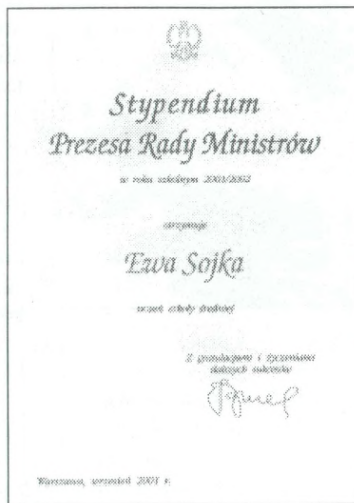 Stypendium
Prezesa Rady Ministrów
w roku szkolnym 2001/2002
otrzymuje
Ewa Sojka
uczeń szkoły średniej
Z gratulacjami i życzeniami
dalszych sukcesów
Warszawa, wrzesień 2001 r.